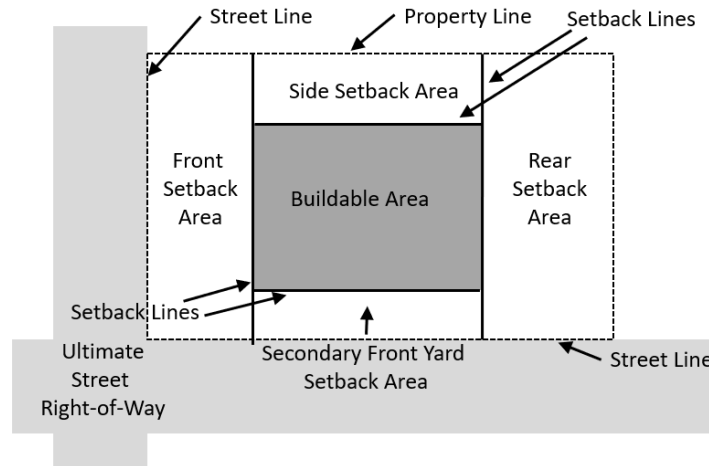 Street Line
Property Line
Setback Lines
Side Setback Area
Front
Setback
Area
Buildable Area
Rear
Setback
Area
Setback Lines
Ultimate
Street
Right-of-Way
Secondary Front Yard
Setback Area
Street Line